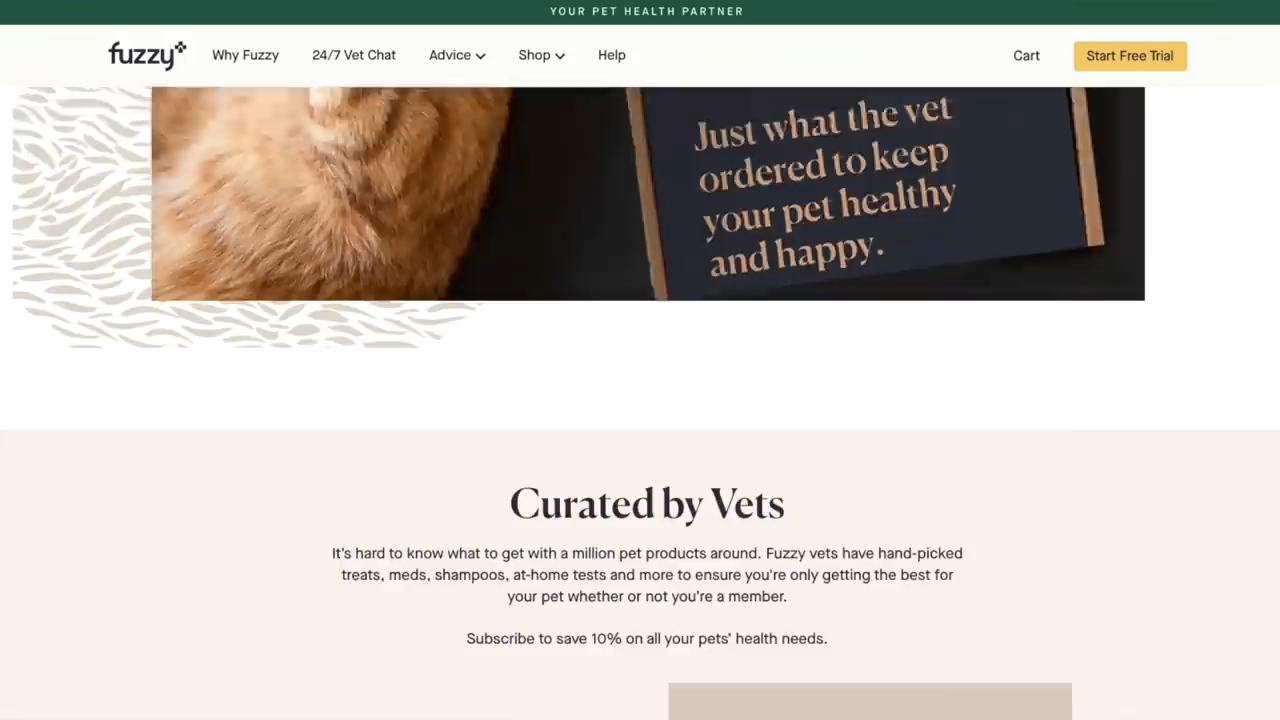 YOUR PET HEALTH PARTNER
fuzzy
Why Fuzzy
24/7 Vet Chat
Advice
Shop
Help
Cart
Start Free Trial
Just what the vet
ordered to keep
your pet healthy
and happy.
Curated by Vets
It's hard to know what to get with a million pet products around. Fuzzy vets have hand-picked
treats, meds, shampoos, at-home tests and more to ensure you're only getting the best for
your pet whether or not you're a member.
Subscribe to save 10% on all your pets' health needs.